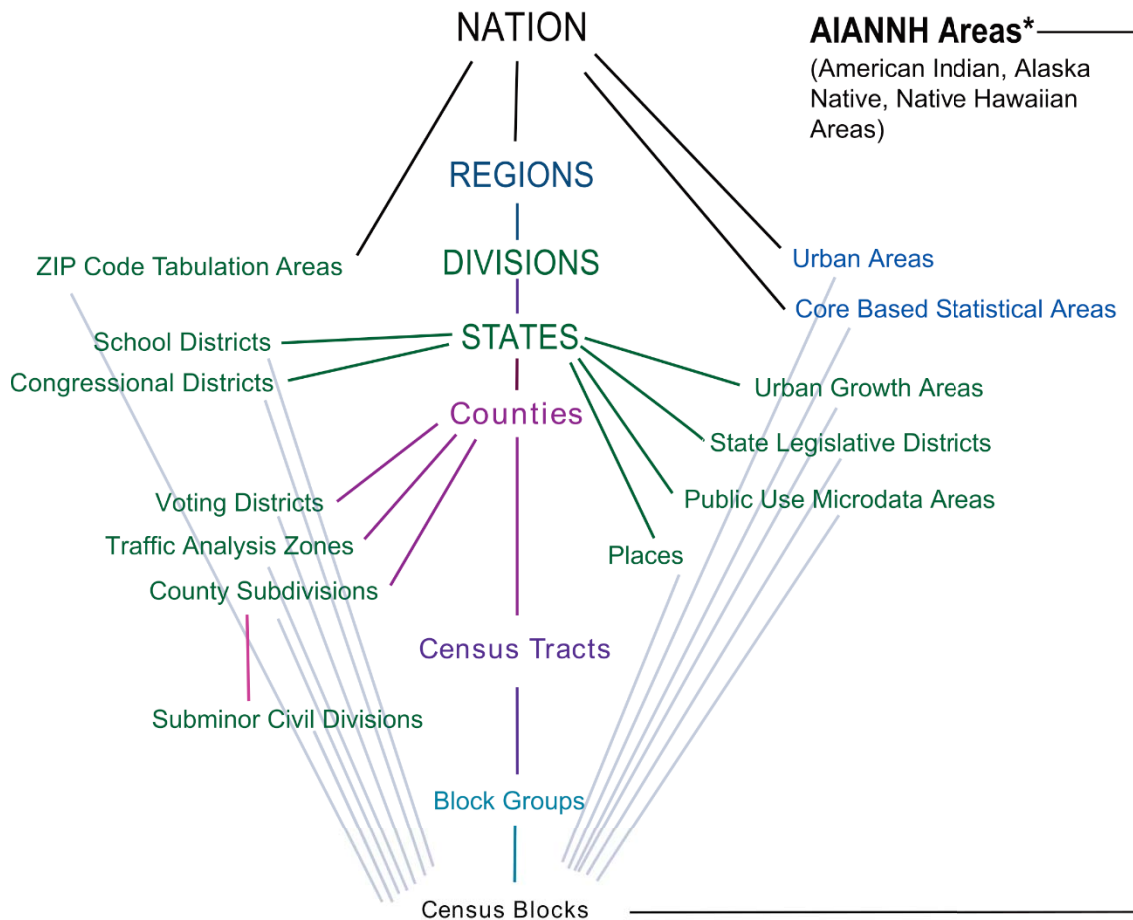 NATION
AIANNH Areas*
(American Indian, Alaska
Native, Native Hawaiian
Areas)
REGIONS
ZIP Code Tabulation Areas
DIVISIONS
Urban Areas
Core Based Statistical Areas
School Districts
STATES
Congressional Districts
Urban Growth Areas
Counties
State Legislative Districts
Voting Districts
Public Use Microdata Areas
Traffic Analysis Zones
Places
County Subdivisions
Census Tracts
Subminor Civil Divisions
Block Groups
Census Blocks